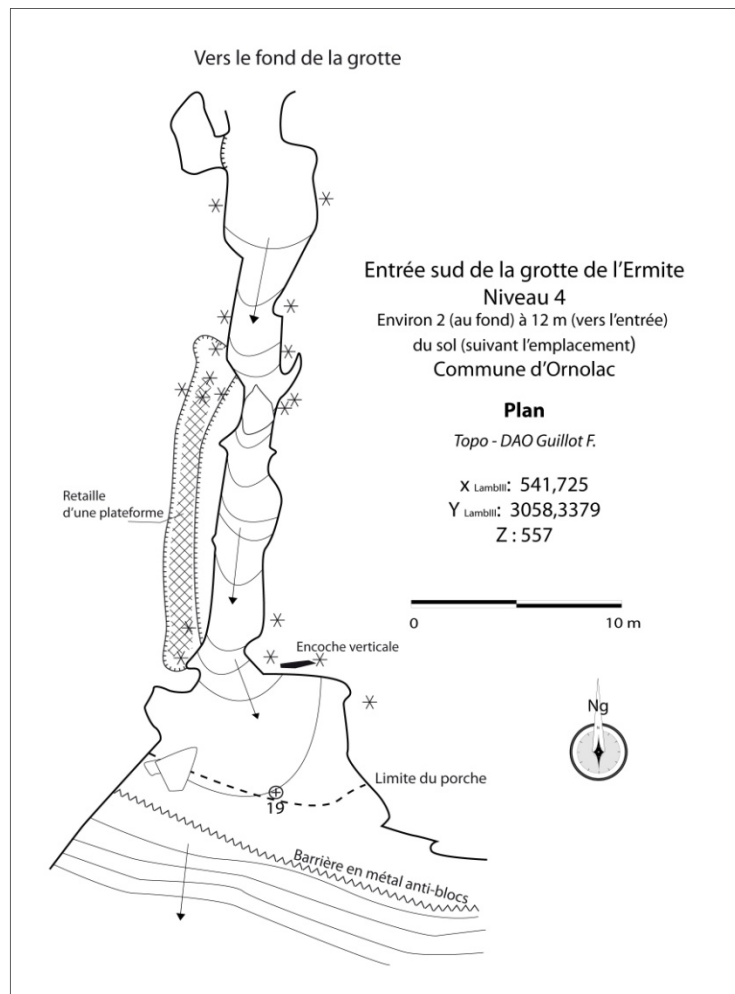 Vers le fond de la grotte
Entrée sud de la grotte de l'Ermite
Niveau 4
Environ 2 (au fond) à 12 m (vers l'entrée)
du sol (suivant l'emplacement)
Commune d'Ornolac
Plan
Topo - DAO Guillot F.
X LambIII: 541,725
Y LambIII: 3058,3379
Z : 557
Retaille
d'une plateforme
0 10 m
Encoche verticale
Ng
Limite du porche
19
Barrière en métal anti-blocs